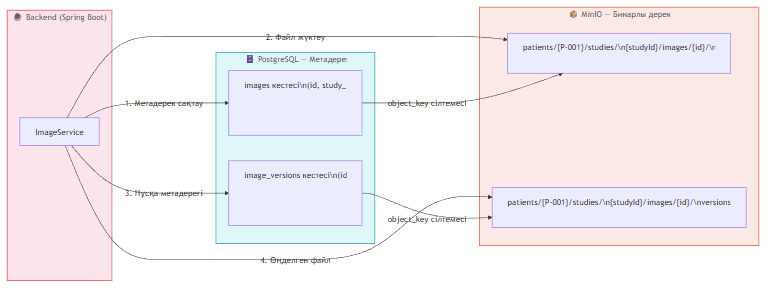 Backend (Spring Boot)
MinIO — Бинарлы дерек
2. Файл жүктеу
patients/{P-001}/studies/\n{studyId}/images/{id}/\n
PostgreSQL — Метадерек
images кестесі\n(id, study_
1. Метадерек сақтау
object_key сілтемесі
ImageService
image_versions кестесі\n(id
3. Нұсқа метадерегі
patients/{P-001}/studies/\n{studyId}/images/{id}/\nversions
object_key сілтемесі
4. Өңделген файл